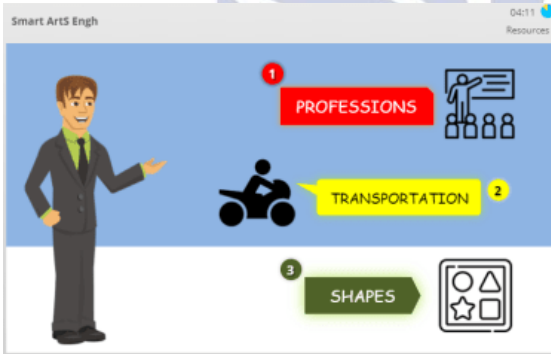 Smart ArtS Engh
04:11
Resources
1
PROFESSIONS
TRANSPORTATION
2
3
SHAPES